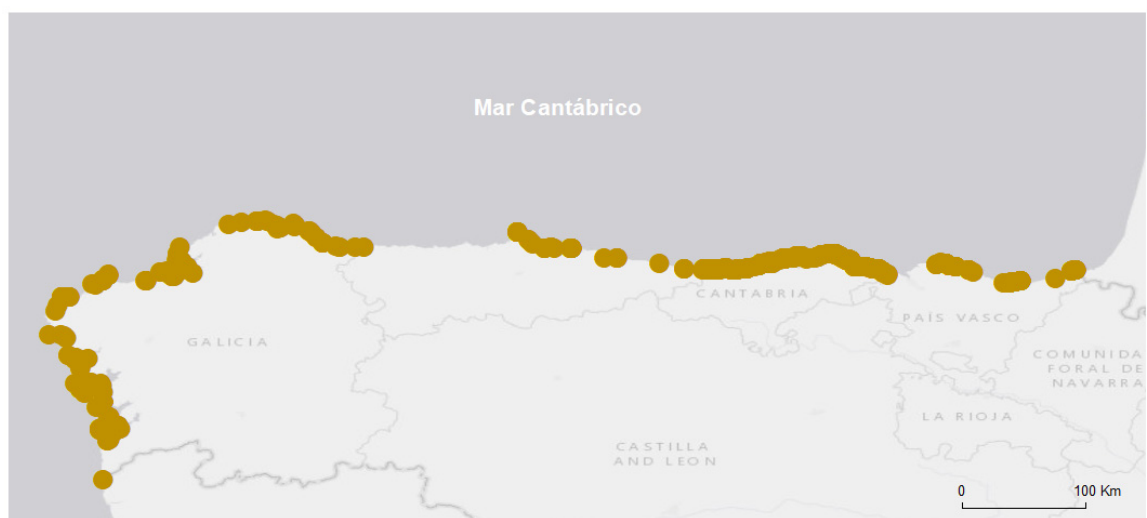 Mar Cantábrico
CANTABRIA
PAÍS VASCO
GALICIA
COMUNIDA
FORAL DE
NAVARRA
LA RIOJA
CASTILLA
AND LEON
0 100 Km